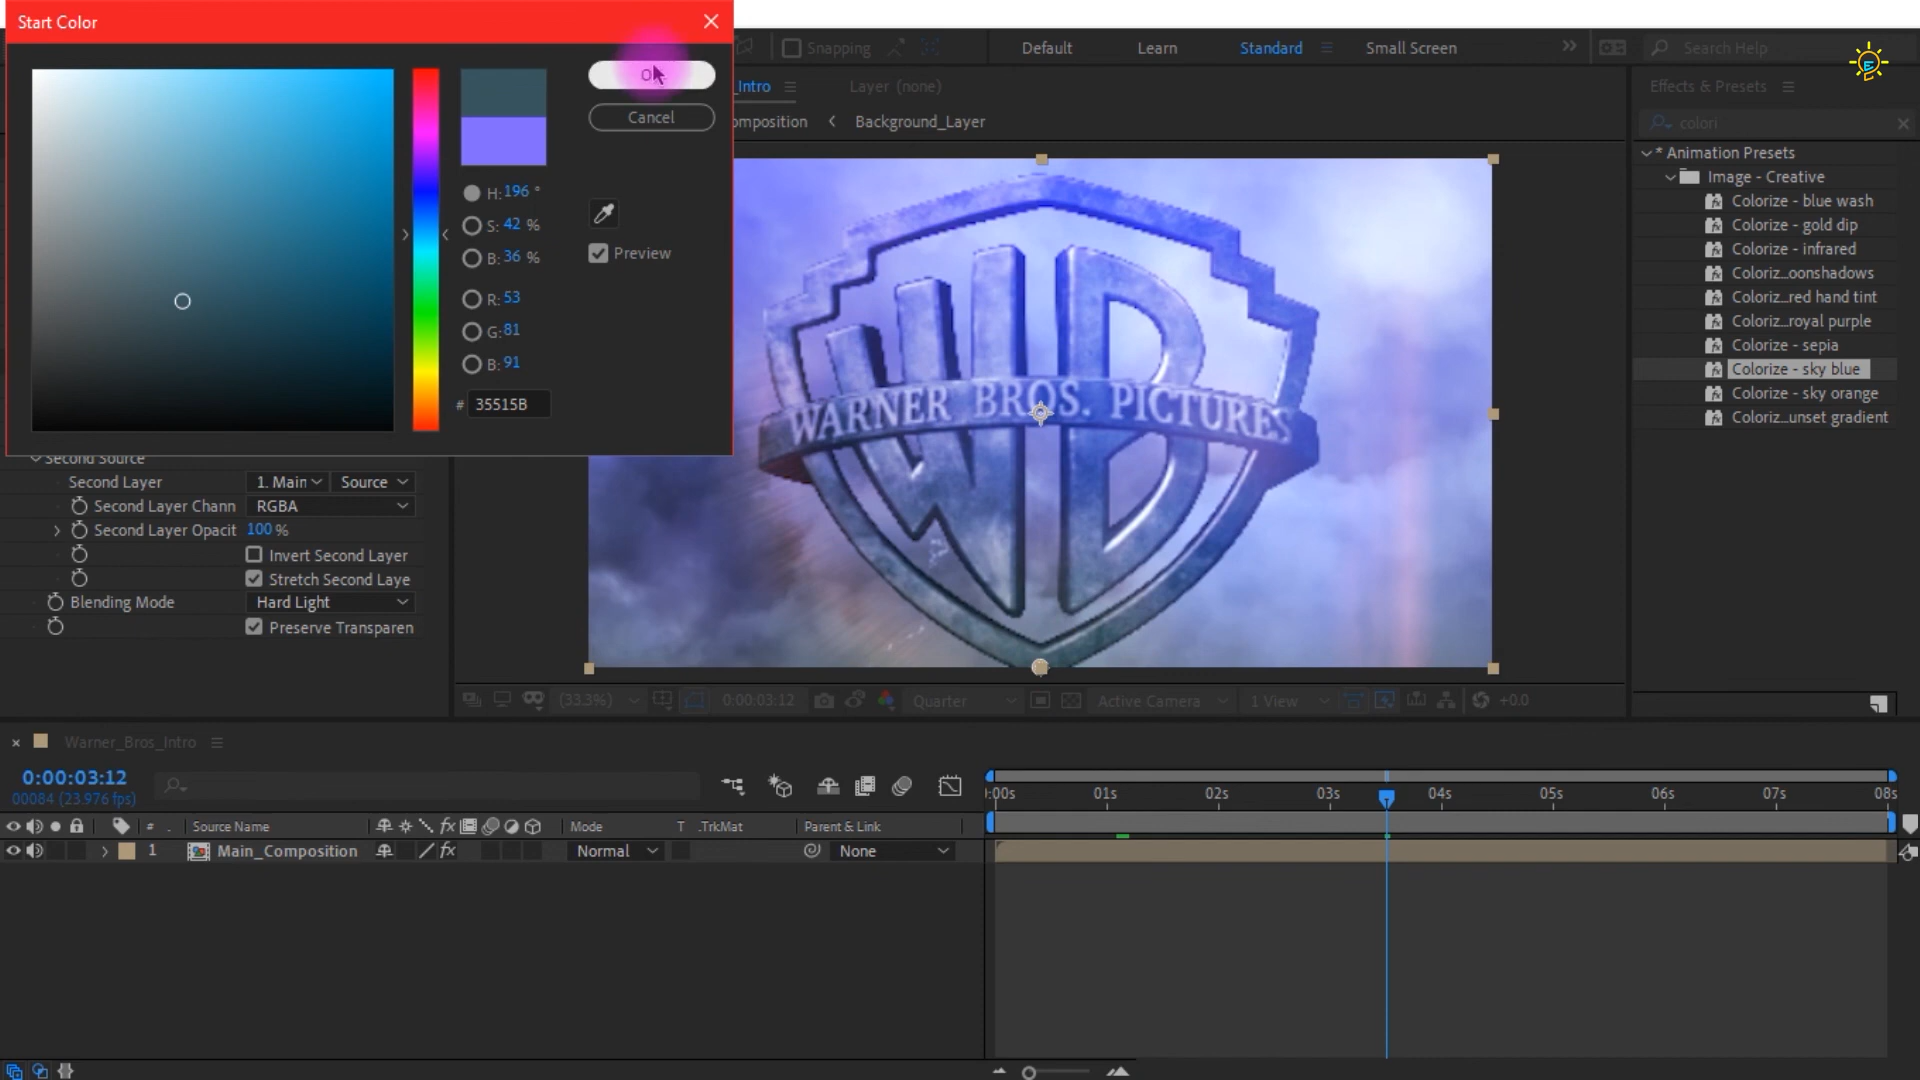 Start Color
OK
Cancel
H: 196 °
S: 42 %
B: 36 %
Preview
R: 53
G: 81
B: 91
# 35515B
Snapping
Default
Learn
Standard
Small Screen
Search Help
_Intro
Layer (none)
omposition
Background_Layer
Effects & Presets
colori
* Animation Presets
Image - Creative
Colorize - blue wash
Colorize - gold dip
Colorize - infrared
Coloriz...oonshadows
Coloriz...red hand tint
Coloriz...royal purple
Colorize - sepia
Colorize - sky blue
Colorize - sky orange
Coloriz...unset gradient
WB
WARNER BROS. PICTURES
Second Source
Second Layer
1. Main
Source
Second Layer Chann
RGBA
Second Layer Opacit
100 %
Invert Second Layer
Stretch Second Laye
Blending Mode
Hard Light
Preserve Transparen
(33.3%)
0:00:03:12
Quarter
Active Camera
1 View
+0.0
Warner_Bros_Intro
0:00:03:12
00084 (23.976 fps)
# . Source Name
fx
Mode
T .TrkMat
Parent & Link
1
Main_Composition
fx
Normal
None
):00s
01s
02s
03s
04s
05s
06s
07s
08s